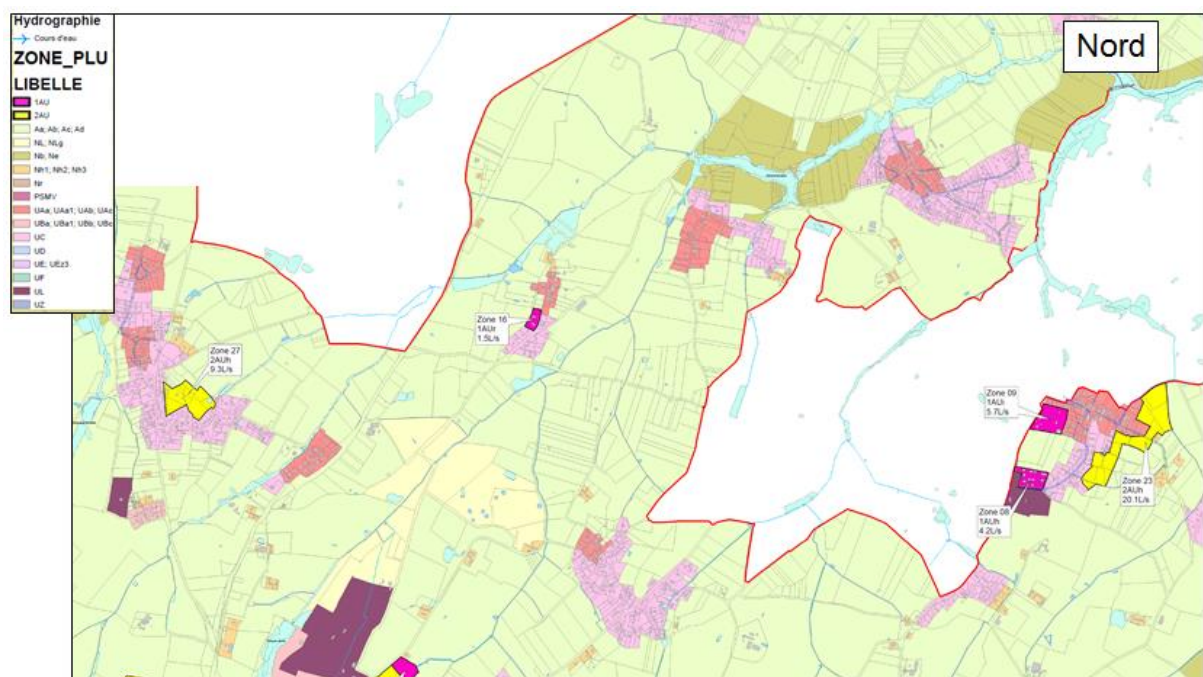 Hydrographie
Cours d'eau
ZONE_PLU
LIBELLE
1AU
2AU
Aa; Ab; Ac; Ad
NL; NLg
Nb; Ne
Nh1; Nh2; Nh3
Nr
PSMV
UAa; UAa1; UAb; UAc
UBa; UBa1; UBb; UBc
UC
UD
UE; UEz3
UF
UL
UZ
Nord
Zone 16
1AUr
1.5L/s
Zone 27
2AUh
9.3L/s
Zone 09
1AUi
5.7L/s
Zone 23
2AUh
20.1L/s
Zone 08
1AUh
4.2L/s